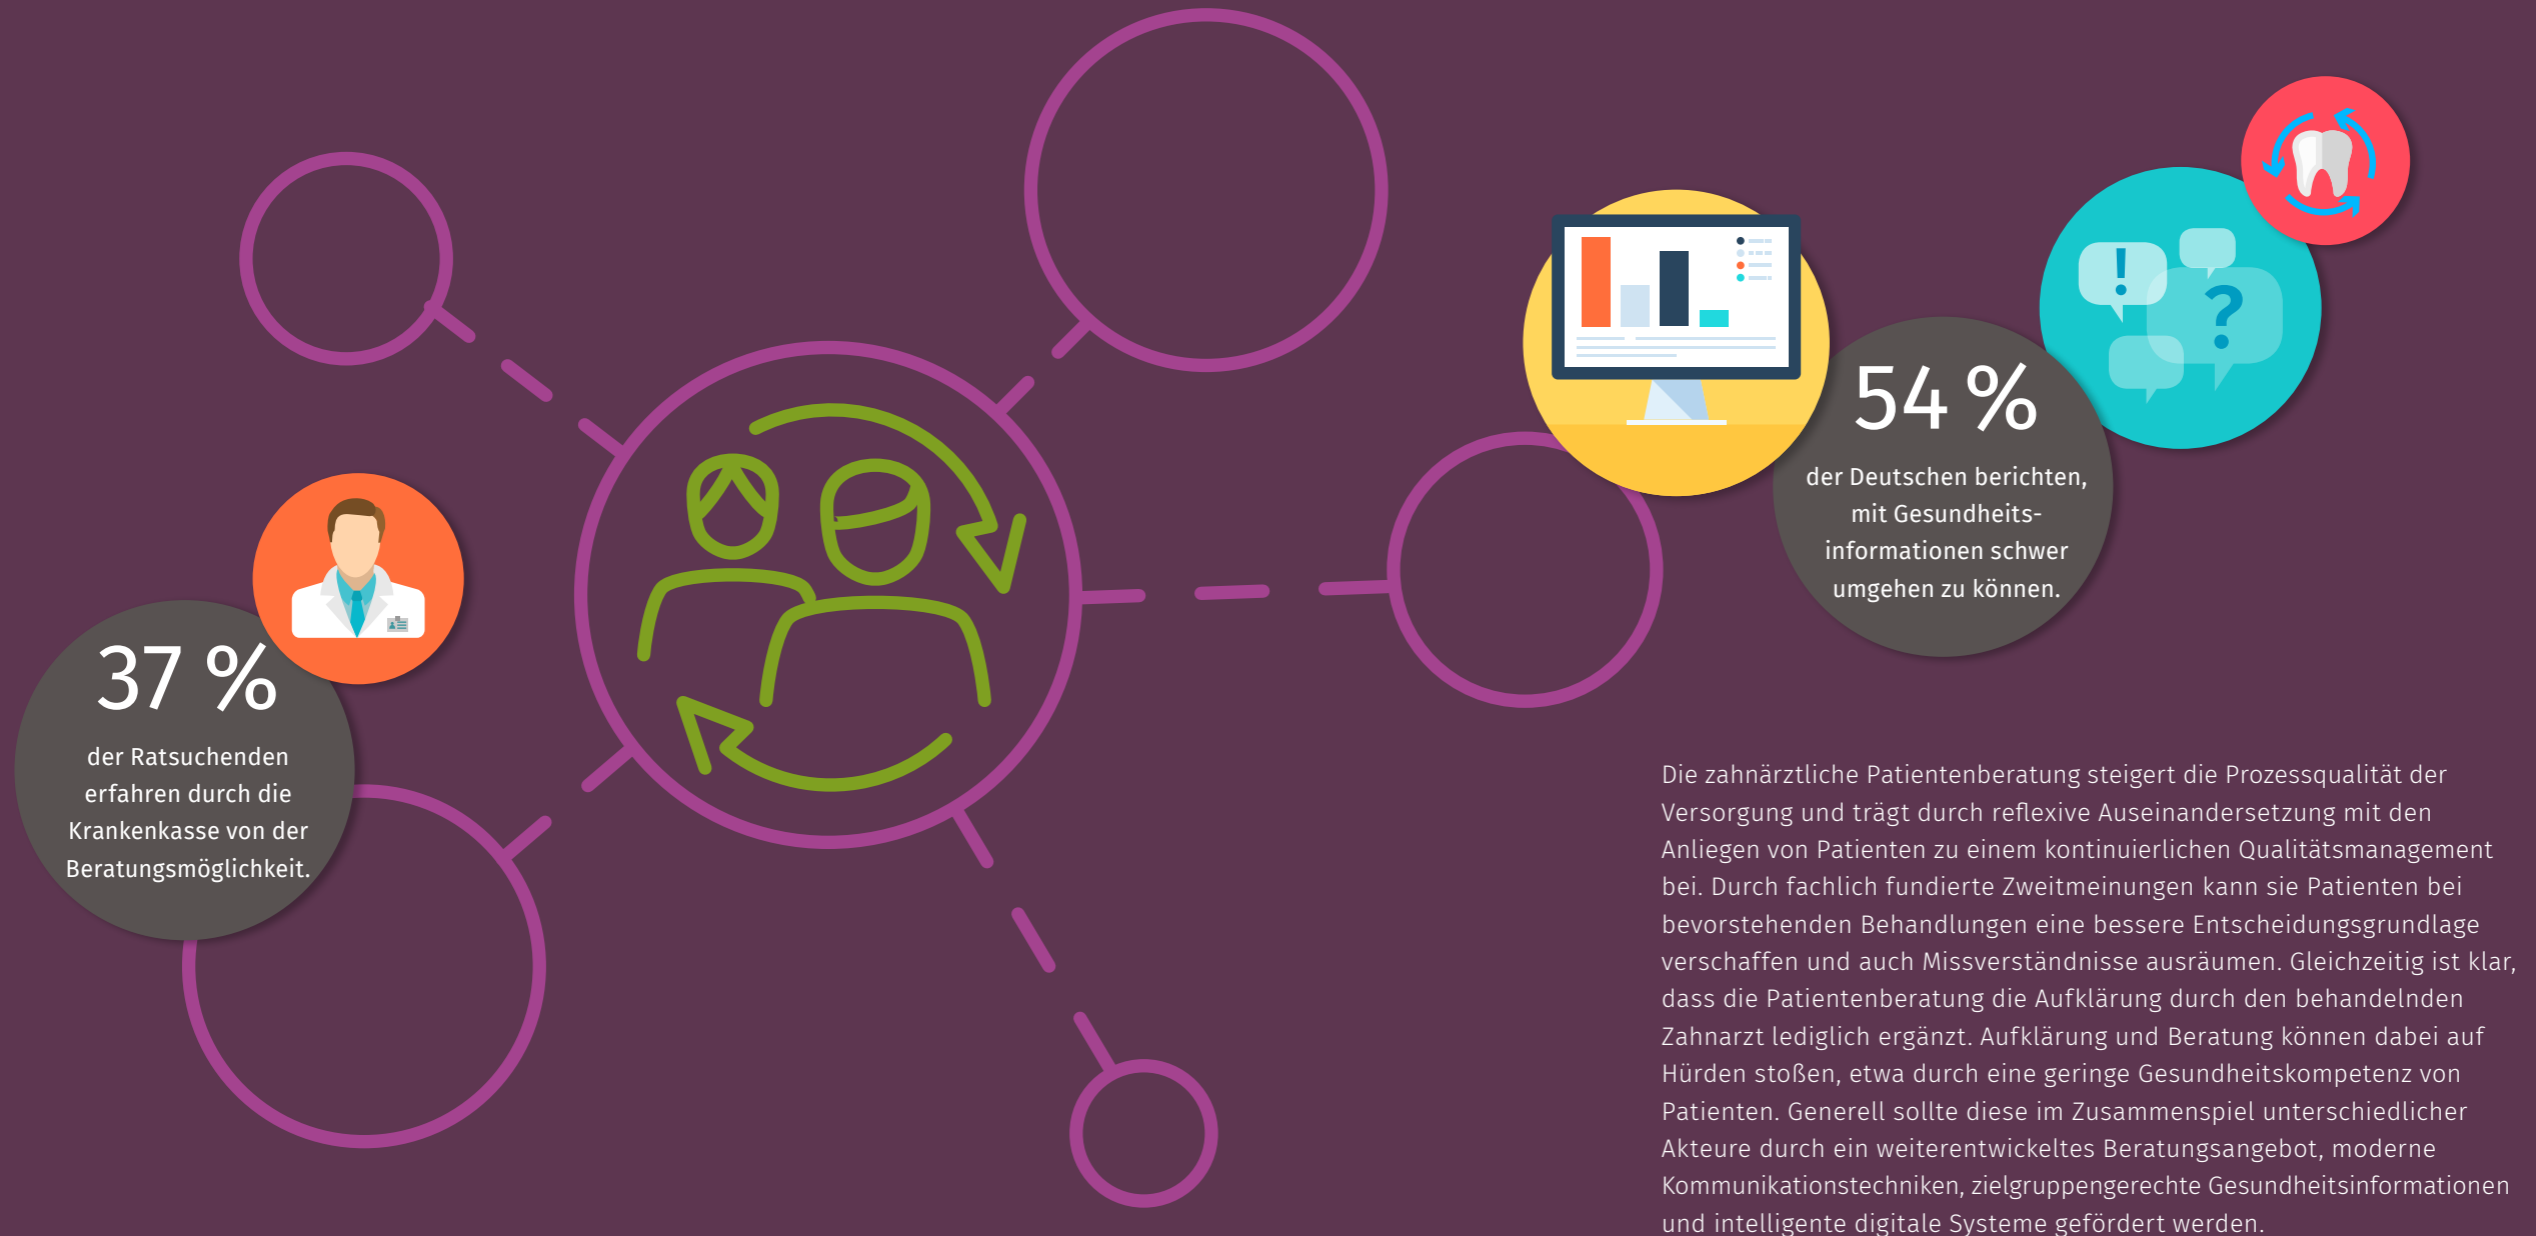 37 %
der Ratsuchenden
erfahren durch die
Krankenkasse von der
Beratungsmöglichkeit.
54 %
der Deutschen berichten,
mit Gesundheits-
informationen schwer
umgehen zu können.
!
?
Die zahnärztliche Patientenberatung steigert die Prozessqualität der
Versorgung und trägt durch reflexive Auseinandersetzung mit den
Anliegen von Patienten zu einem kontinuierlichen Qualitätsmanagement
bei. Durch fachlich fundierte Zweitmeinungen kann sie Patienten bei
bevorstehenden Behandlungen eine bessere Entscheidungsgrundlage
verschaffen und auch Missverständnisse ausräumen. Gleichzeitig ist klar,
dass die Patientenberatung die Aufklärung durch den behandelnden
Zahnarzt lediglich ergänzt. Aufklärung und Beratung können dabei auf
Hürden stoßen, etwa durch eine geringe Gesundheitskompetenz von
Patienten. Generell sollte diese im Zusammenspiel unterschiedlicher
Akteure durch ein weiterentwickeltes Beratungsangebot, moderne
Kommunikationstechniken, zielgruppengerechte Gesundheitsinformationen
und intelligente digitale Systeme gefördert werden.